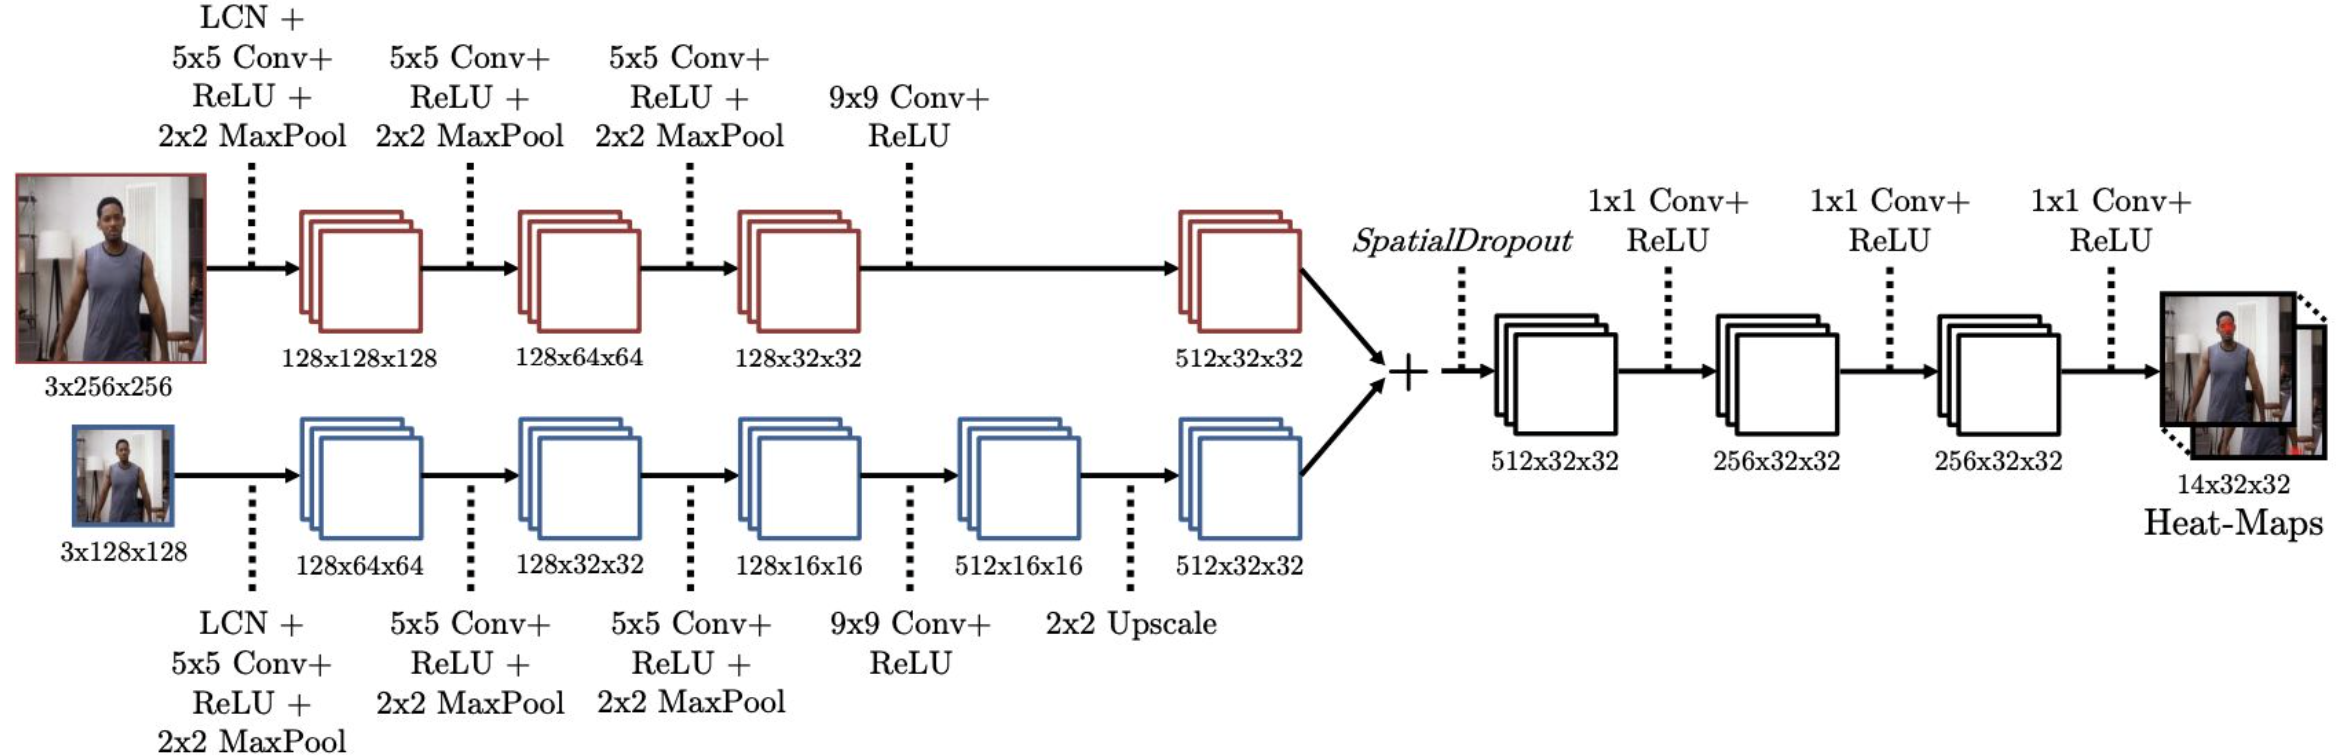 LCN +
5x5 Conv+
ReLU +
2x2 MaxPool
5x5 Conv+
ReLU +
2x2 MaxPool
5x5 Conv+
ReLU +
2x2 MaxPool
9x9 Conv+
ReLU
3x256x256
128x128x128
128x64x64
128x32x32
512x32x32
3x128x128
128x64x64
128x32x32
128x16x16
512x16x16
512x32x32
LCN +
5x5 Conv+
ReLU +
2x2 MaxPool
5x5 Conv+
ReLU +
2x2 MaxPool
5x5 Conv+
ReLU +
2x2 MaxPool
9x9 Conv+
ReLU
2x2 Upscale
+
SpatialDropout
1x1 Conv+
ReLU
1x1 Conv+
ReLU
1x1 Conv+
ReLU
512x32x32
256x32x32
256x32x32
14x32x32
Heat-Maps